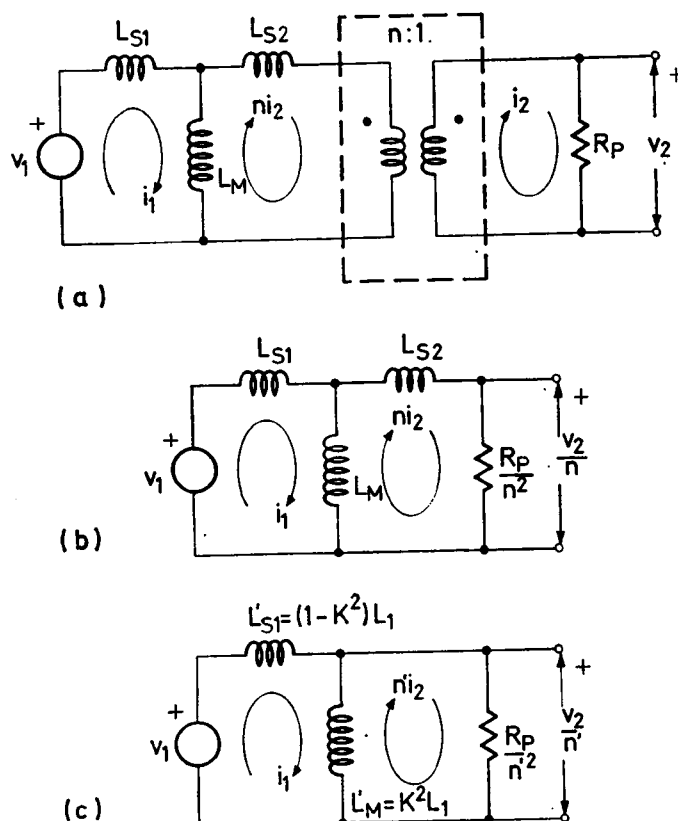 L_S1 L_S2 n:1.
+ v_1 i_1 L_M ni_2 i_2 R_P v_2 +
(a)
L_S1 L_S2
+ v_1 i_1 L_M ni_2 R_P/n^2 v_2/n +
(b)
L'_S1=(1-K^2)L_1
+ v_1 i_1 n'i_2 R_P/n'^2 v_2/n' +
L'_M=K^2L_1
(c)